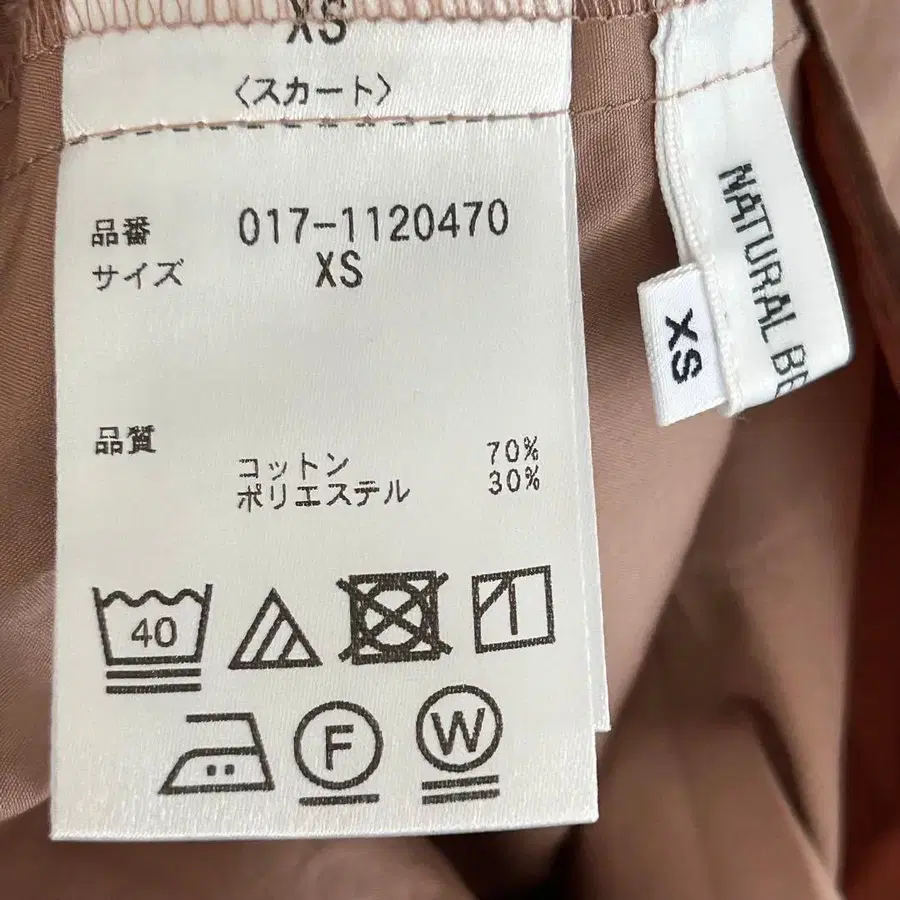 XS
〈スカート〉
品番 017-1120470
サイズ XS
品質
コットン 70%
ポリエステル 30%
40
F
W
NATURAL BE
XS